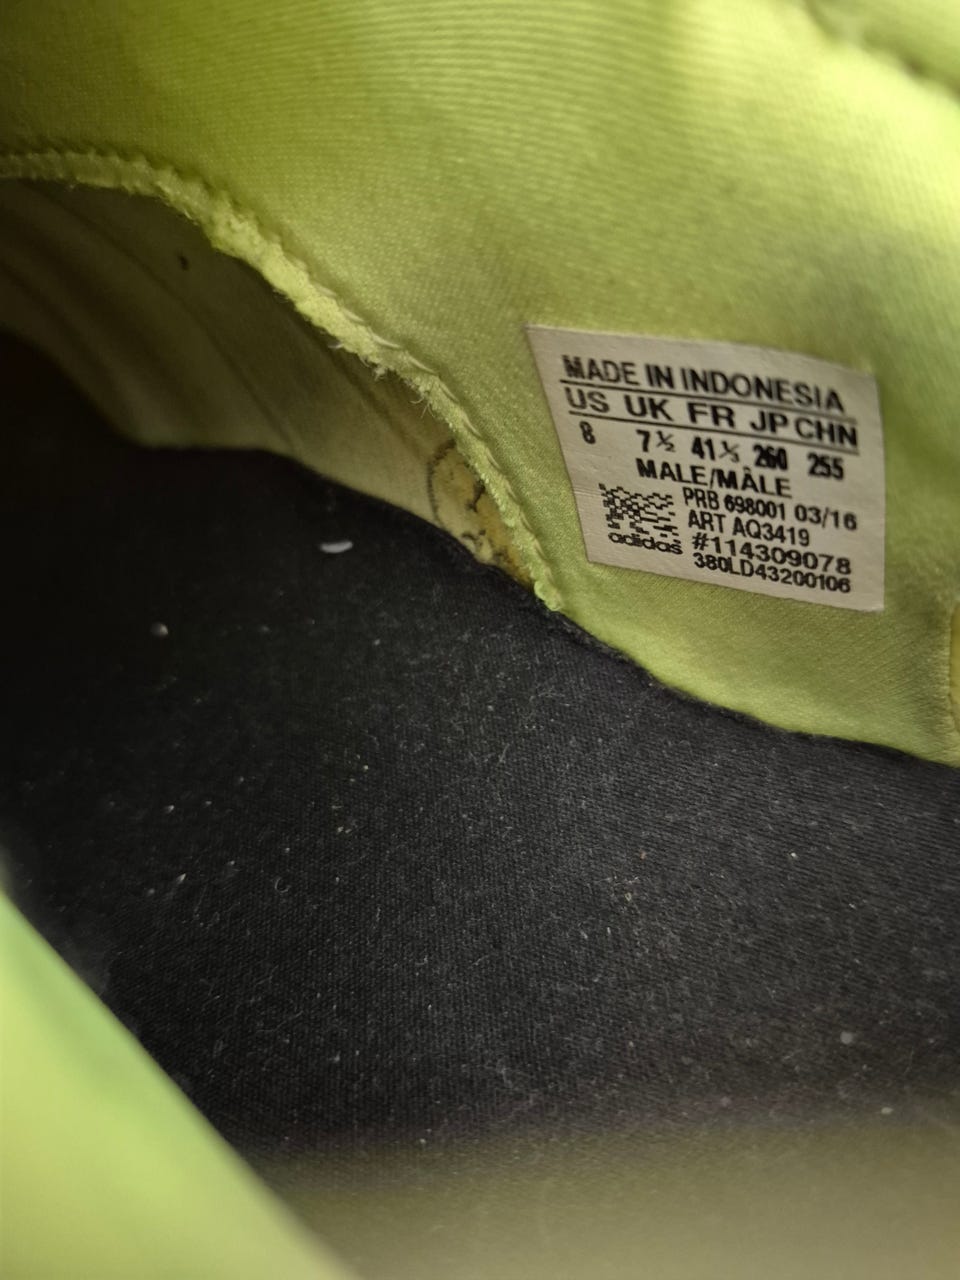 MADE IN INDONESIA
US UK FR JP CHN
8 7½ 41⅓ 260 255
MALE/MÂLE
PRB 698001 03/16
ART AQ3419
adidas #114309078
380LD43200106